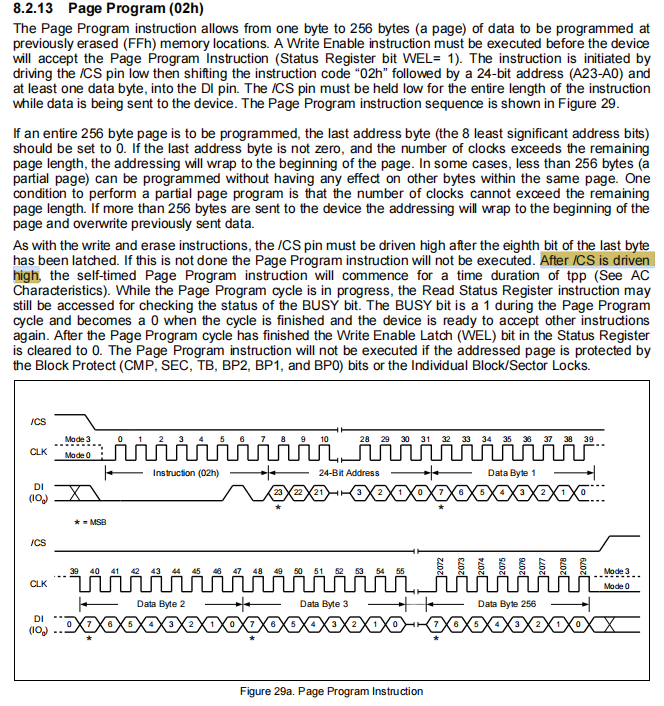 8.2.13 Page Program (02h)
The Page Program instruction allows from one byte to 256 bytes (a page) of data to be programmed at
previously erased (FFh) memory locations. A Write Enable instruction must be executed before the device
will accept the Page Program Instruction (Status Register bit WEL= 1). The instruction is initiated by
driving the /CS pin low then shifting the instruction code “02h” followed by a 24-bit address (A23-A0) and
at least one data byte, into the DI pin. The /CS pin must be held low for the entire length of the instruction
while data is being sent to the device. The Page Program instruction sequence is shown in Figure 29.
If an entire 256 byte page is to be programmed, the last address byte (the 8 least significant address bits)
should be set to 0. If the last address byte is not zero, and the number of clocks exceeds the remaining
page length, the addressing will wrap to the beginning of the page. In some cases, less than 256 bytes (a
partial page) can be programmed without having any effect on other bytes within the same page. One
condition to perform a partial page program is that the number of clocks cannot exceed the remaining
page length. If more than 256 bytes are sent to the device the addressing will wrap to the beginning of the
page and overwrite previously sent data.
As with the write and erase instructions, the /CS pin must be driven high after the eighth bit of the last byte
has been latched. If this is not done the Page Program instruction will not be executed. After /CS is driven
high, the self-timed Page Program instruction will commence for a time duration of tpp (See AC
Characteristics). While the Page Program cycle is in progress, the Read Status Register instruction may
still be accessed for checking the status of the BUSY bit. The BUSY bit is a 1 during the Page Program
cycle and becomes a 0 when the cycle is finished and the device is ready to accept other instructions
again. After the Page Program cycle has finished the Write Enable Latch (WEL) bit in the Status Register
is cleared to 0. The Page Program instruction will not be executed if the addressed page is protected by
the Block Protect (CMP, SEC, TB, BP2, BP1, and BP0) bits or the Individual Block/Sector Locks.
/CS
Mode 3 0 1 2 3 4 5 6 7 8 9 10 28 29 30 31 32 33 34 35 36 37 38 39
CLK Mode 0
Instruction (02h) 24-Bit Address Data Byte 1
DI
(IO0) 23 22 21 3 2 1 0 7 6 5 4 3 2 1 0
* *
* = MSB
/CS
39 40 41 42 43 44 45 46 47 48 49 50 51 52 53 54 55 2072 2073 2074 2075 2076 2077 2078 2079 Mode 3
CLK Mode 0
Data Byte 2 Data Byte 3 Data Byte 256
DI
(IO0) 0 7 6 5 4 3 2 1 0 7 6 5 4 3 2 1 0 7 6 5 4 3 2 1 0
* * *
Figure 29a. Page Program Instruction